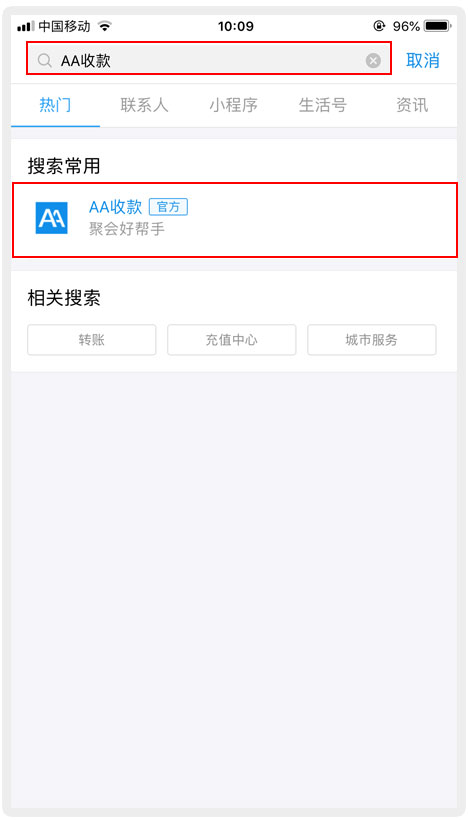 中国移动 10:09 96%
AA收款 取消
热门 联系人 小程序 生活号 资讯
搜索常用
AA AA收款 官方
聚会好帮手
相关搜索
转账 充值中心 城市服务